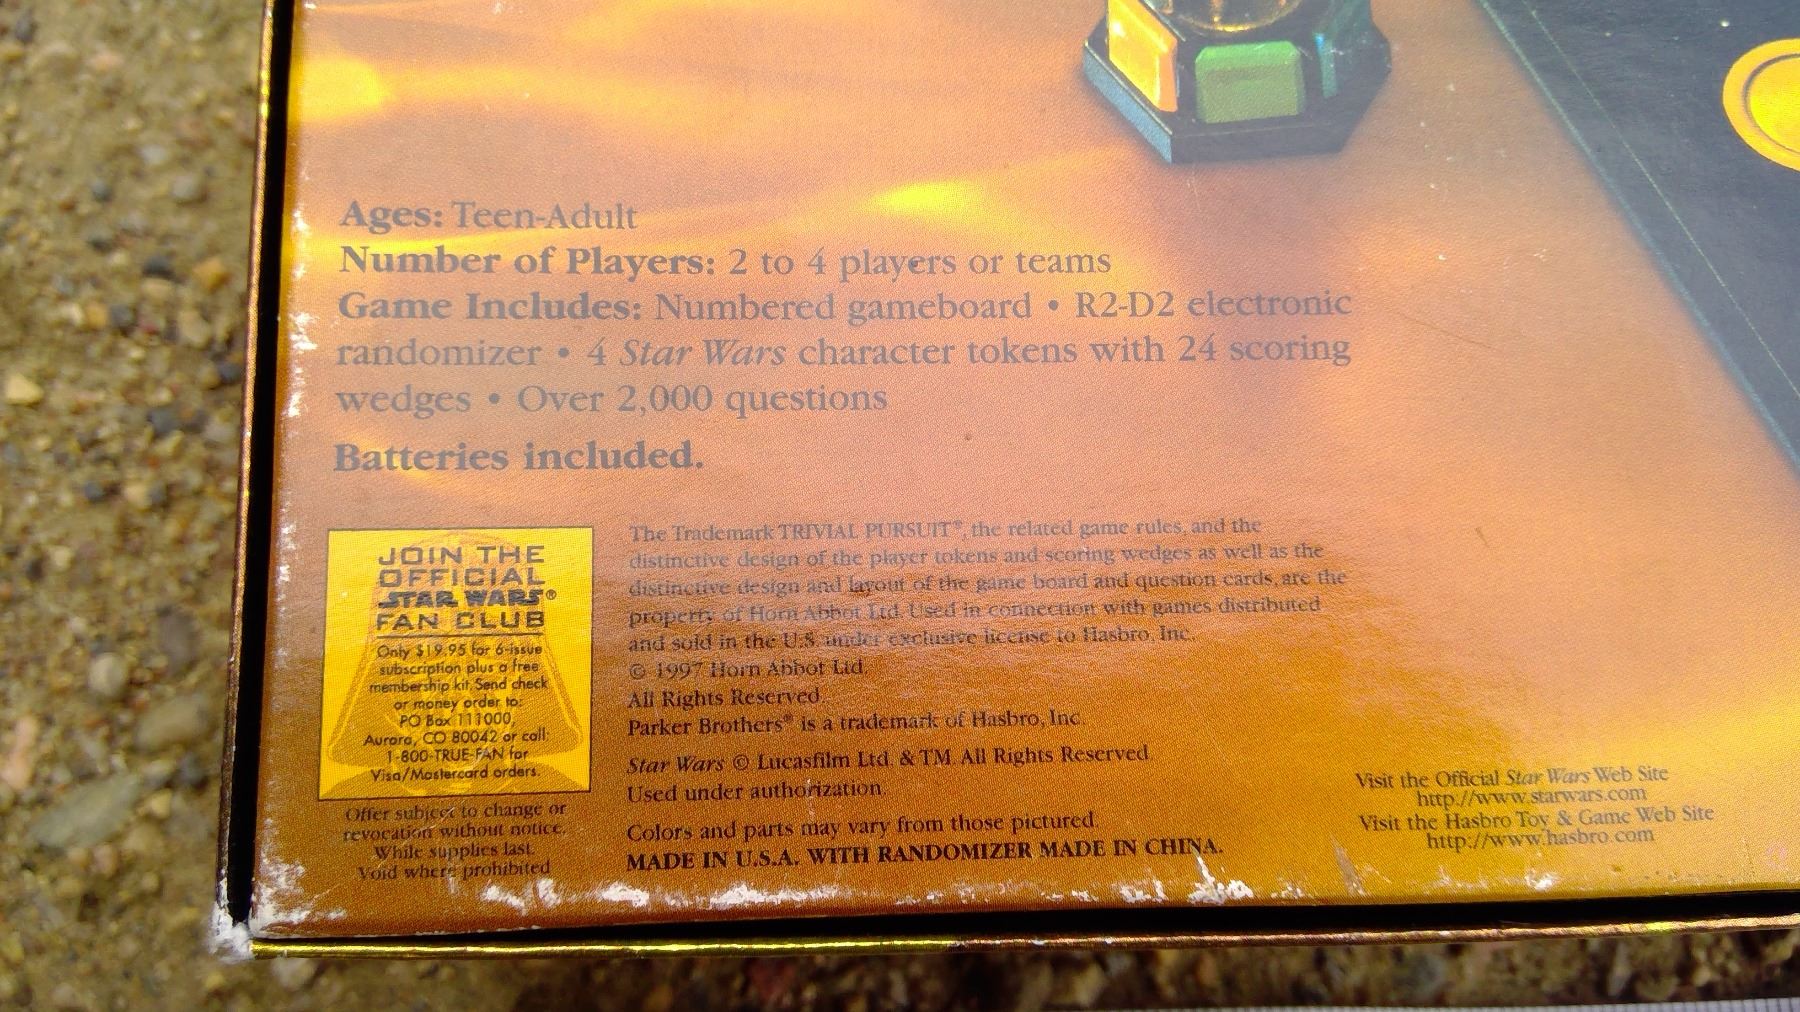 Ages: Teen-Adult
Number of Players: 2 to 4 players or teams
Game Includes: Numbered gameboard • R2-D2 electronic
randomizer • 4 Star Wars character tokens with 24 scoring
wedges • Over 2,000 questions
Batteries included.
JOIN THE
OFFICIAL
STAR WARS®
FAN CLUB
Only $19.95 for 6-issue
subscription plus a free
membership kit. Send check
or money order to:
PO Box 111000,
Aurora, CO 80042 or call:
1-800-TRUE-FAN for
Visa/Mastercard orders.
Offer subject to change or
revocation without notice.
While supplies last.
Void where prohibited
The Trademark TRIVIAL PURSUIT®, the related game rules, and the
distinctive design of the player tokens and scoring wedges as well as the
distinctive design and layout of the game board and question cards, are the
property of Horn Abbot Ltd. Used in connection with games distributed
and sold in the U.S. under exclusive license to Hasbro, Inc.
© 1997 Horn Abbot Ltd.
All Rights Reserved.
Parker Brothers® is a trademark of Hasbro, Inc.
Star Wars © Lucasfilm Ltd. & TM. All Rights Reserved.
Used under authorization.
Colors and parts may vary from those pictured.
MADE IN U.S.A. WITH RANDOMIZER MADE IN CHINA.
Visit the Official Star Wars Web Site
http://www.starwars.com
Visit the Hasbro Toy & Game Web Site
http://www.hasbro.com